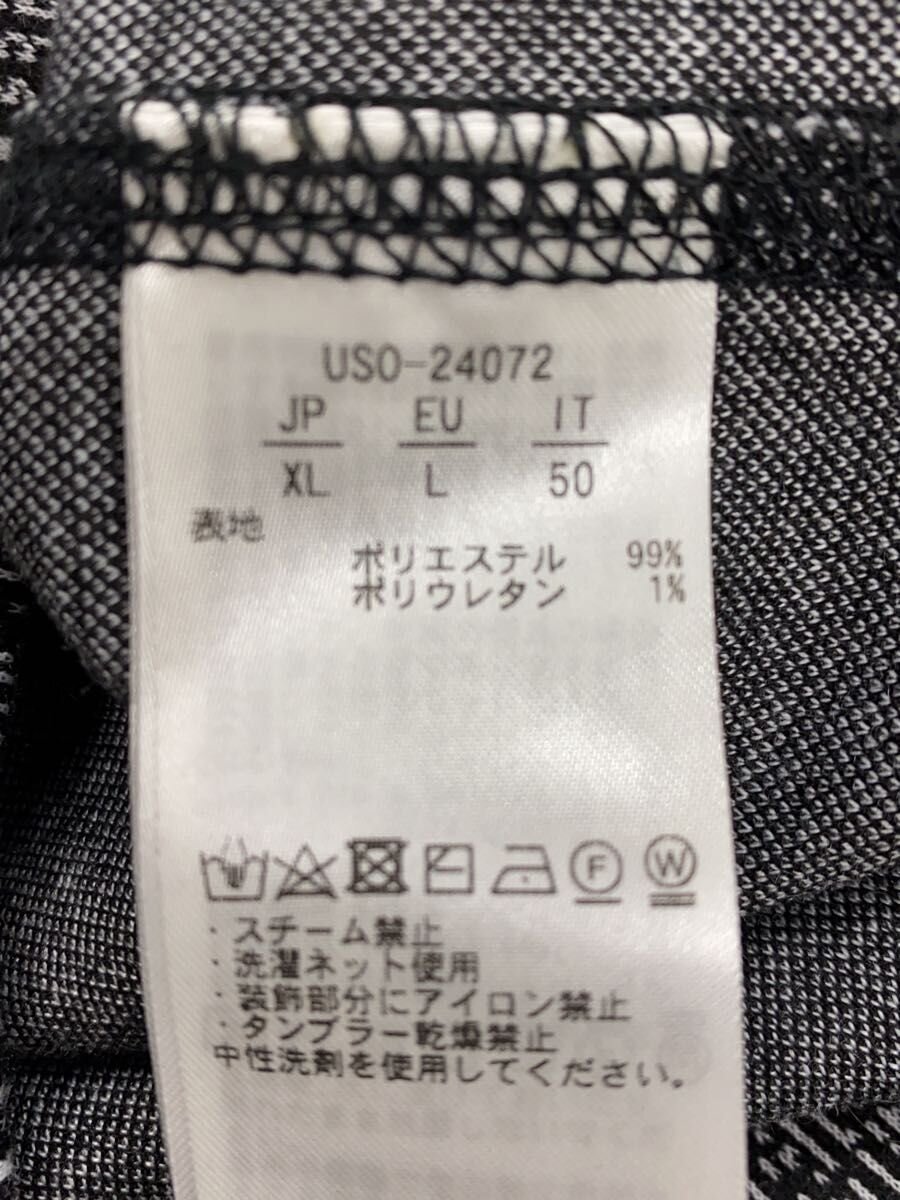 USO-24072
JP EU IT
XL L 50
表地
ポリエステル 99%
ポリウレタン 1%
F W
・スチーム禁止
・洗濯ネット使用
・装飾部分にアイロン禁止
・タンブラー乾燥禁止
中性洗剤を使用してください。